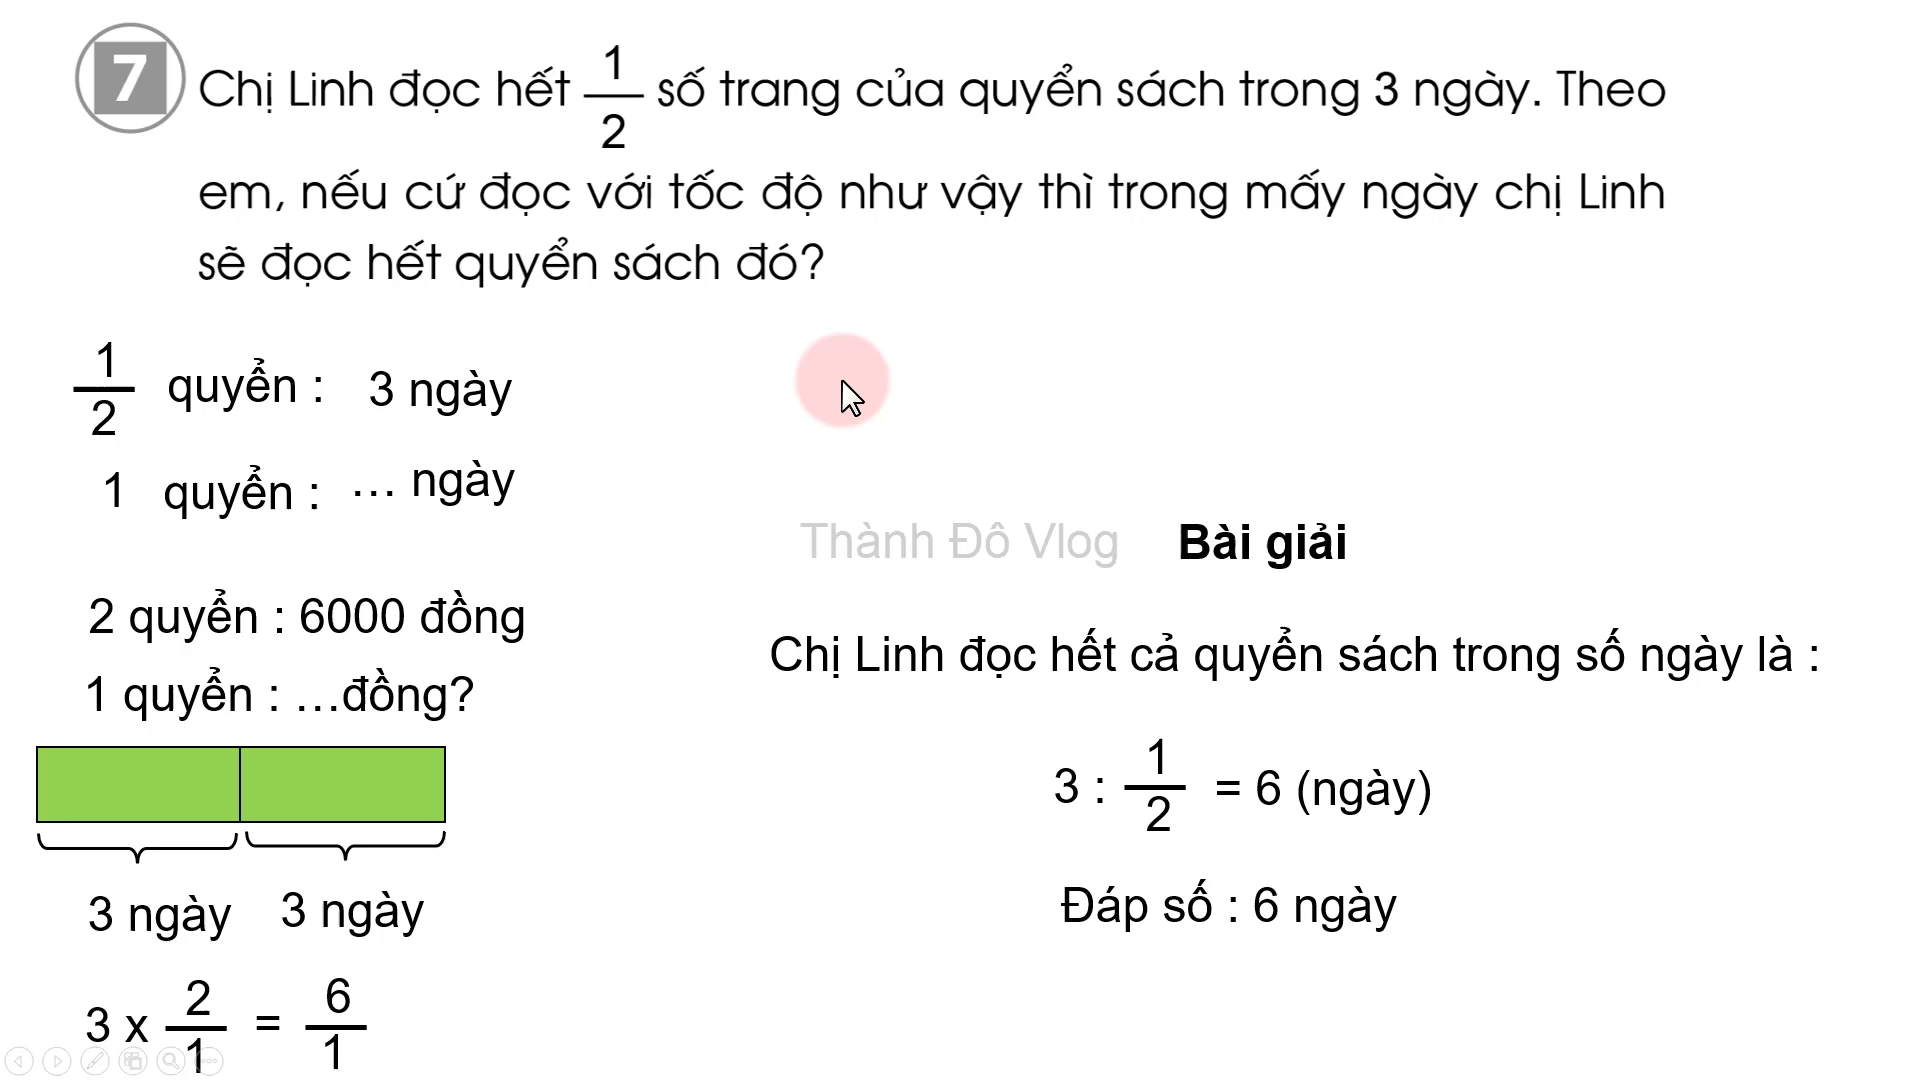 7 Chị Linh đọc hết 1/2 số trang của quyển sách trong 3 ngày. Theo
em, nếu cứ đọc với tốc độ như vậy thì trong mấy ngày chị Linh
sẽ đọc hết quyển sách đó?
1/2 quyển : 3 ngày
1 quyển : ... ngày
2 quyển : 6000 đồng
1 quyển : ...đồng?
3 ngày 3 ngày
3 x 2/1 = 6/1
Thành Đô Vlog
Bài giải
Chị Linh đọc hết cả quyển sách trong số ngày là :
3 : 1/2 = 6 (ngày)
Đáp số : 6 ngày